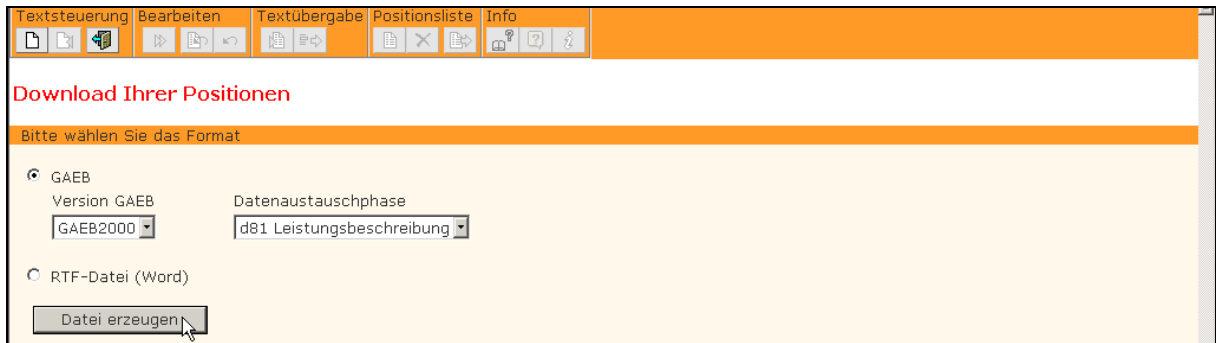 Textsteuerung Bearbeiten Textübergabe Positionsliste Info
Download Ihrer Positionen
Bitte wählen Sie das Format
GAEB
Version GAEB Datenaustauschphase
GAEB2000 d81 Leistungsbeschreibung
RTF-Datei (Word)
Datei erzeugen